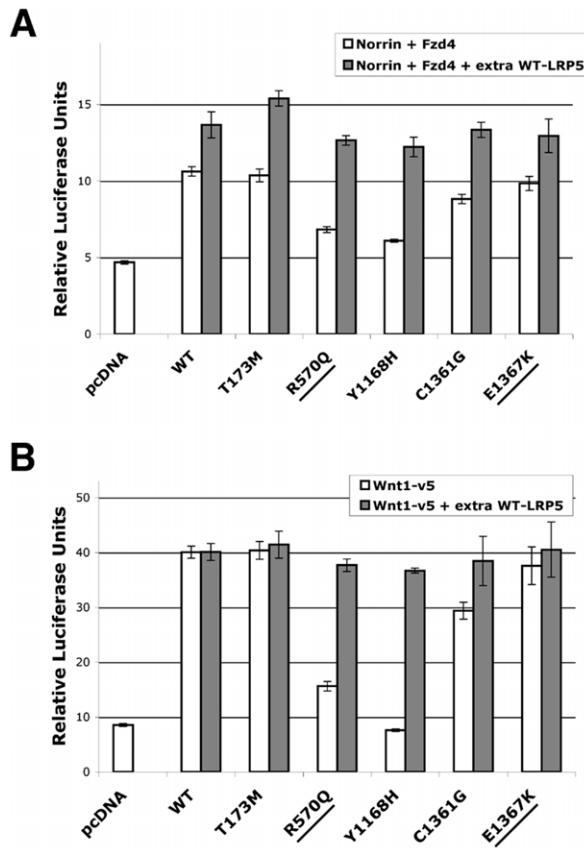 A
Norrin + Fzd4
Norrin + Fzd4 + extra WT-LRP5
Relative Luciferase Units
15
10
5
0
pcDNA
WT
T173M
R570Q
Y1168H
C1361G
E1367K
B
Wnt1-v5
Wnt1-v5 + extra WT-LRP5
Relative Luciferase Units
50
40
30
20
10
0
pcDNA
WT
T173M
R570Q
Y1168H
C1361G
E1367K